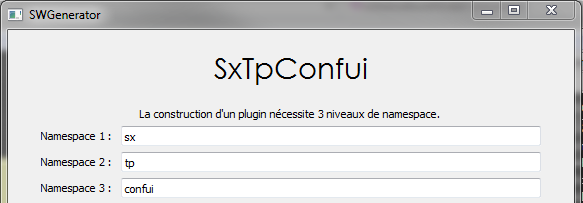 SWGenerator
SxTpConfui
La construction d'un plugin nécessite 3 niveaux de namespace.
Namespace 1 : sx
Namespace 2 : tp
Namespace 3 : confui